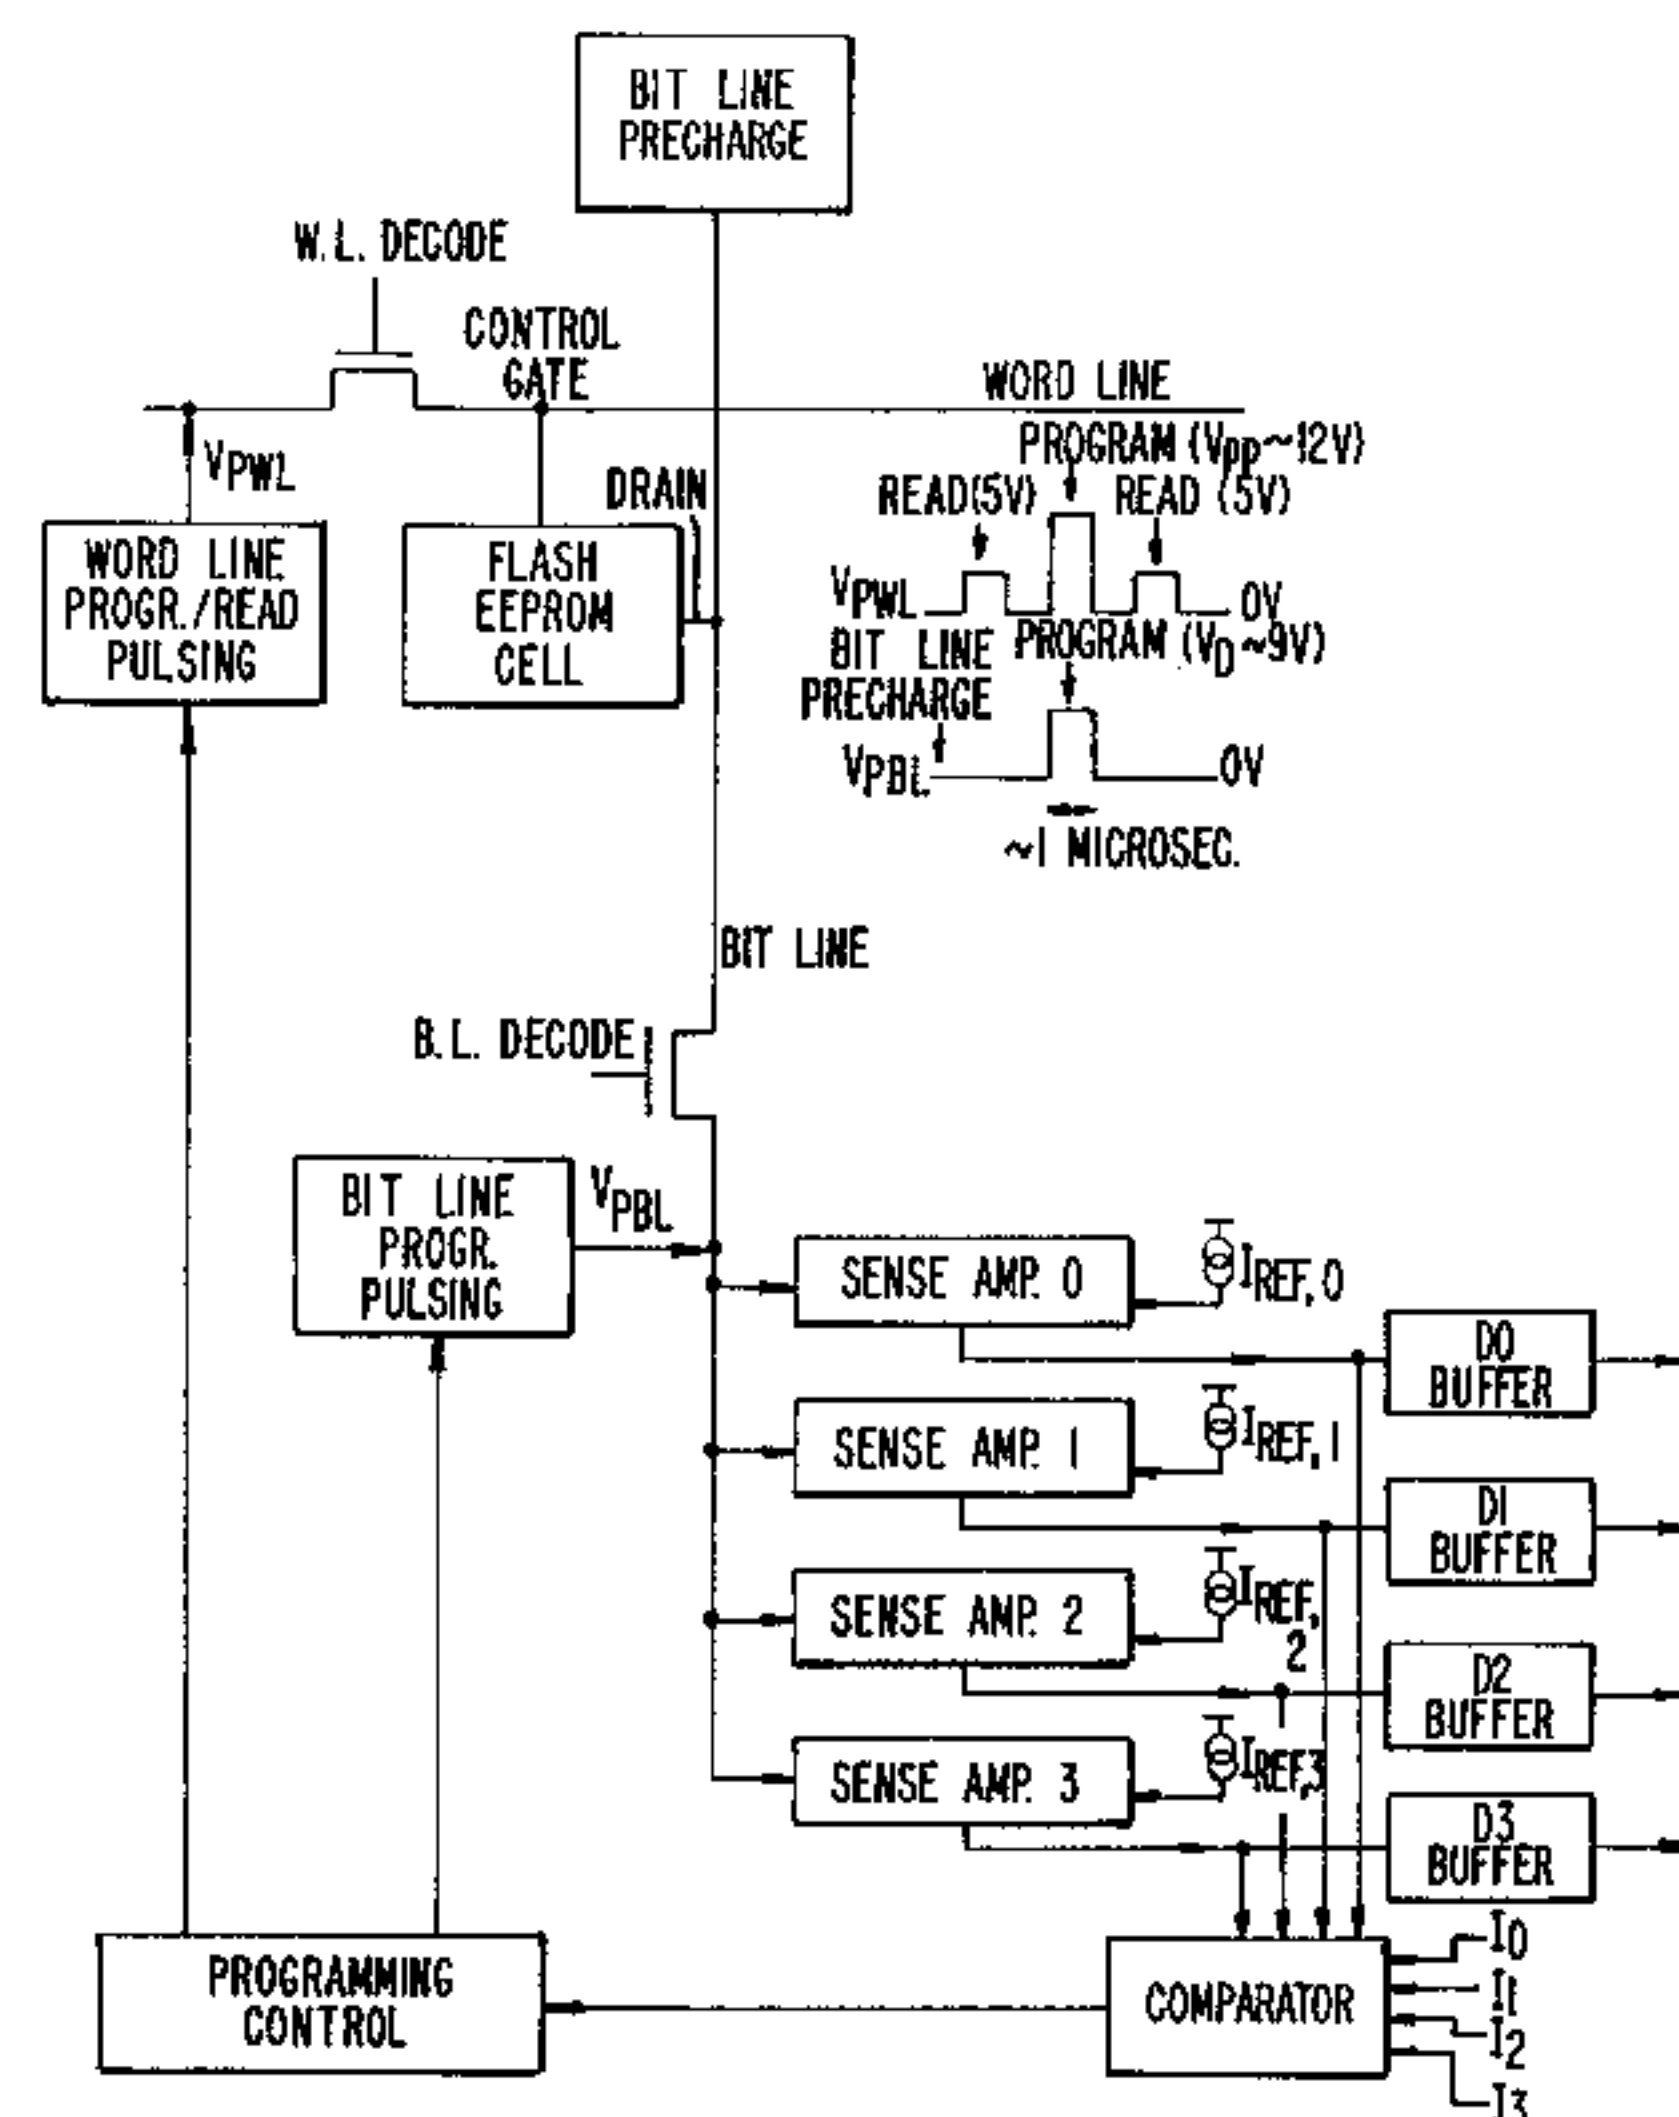 BIT LINE
PRECHARGE
W.L. DECODE
CONTROL
GATE
WORD LINE
PROGRAM (Vpp~12V)
READ(5V)
READ (5V)
VPWL
DRAIN
WORD LINE
PROGR./READ
PULSING
FLASH
EEPROM
CELL
VPWL
0V
BIT LINE
PRECHARGE
PROGRAM (VD~9V)
VPBL
0V
~1 MICROSEC.
BIT LINE
B.L. DECODE
BIT LINE
PROGR.
PULSING
VPBL
SENSE AMP. 0
IREF,0
D0
BUFFER
SENSE AMP. 1
IREF,1
D1
BUFFER
SENSE AMP. 2
IREF,
2
D2
BUFFER
SENSE AMP. 3
IREF,3
D3
BUFFER
PROGRAMMING
CONTROL
COMPARATOR
I0
I1
I2
I3